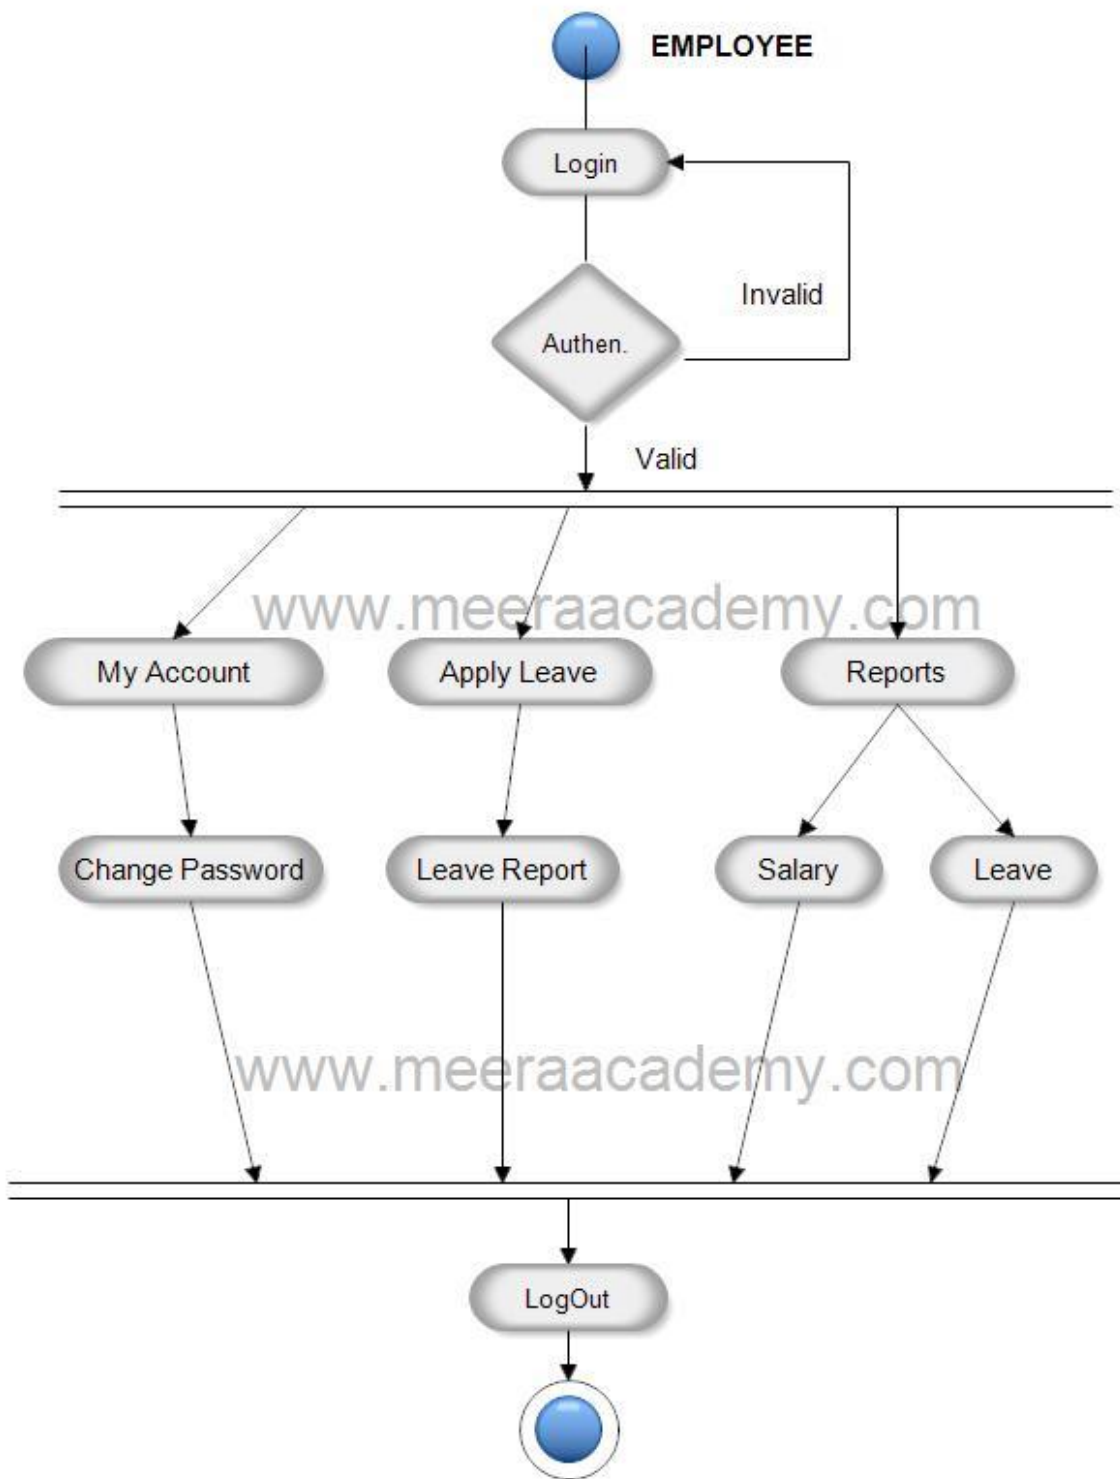 EMPLOYEE
Login
Invalid
Authen.
Valid
www.meeraacademy.com
My Account
Apply Leave
Reports
Change Password
Leave Report
Salary
Leave
www.meeraacademy.com
LogOut